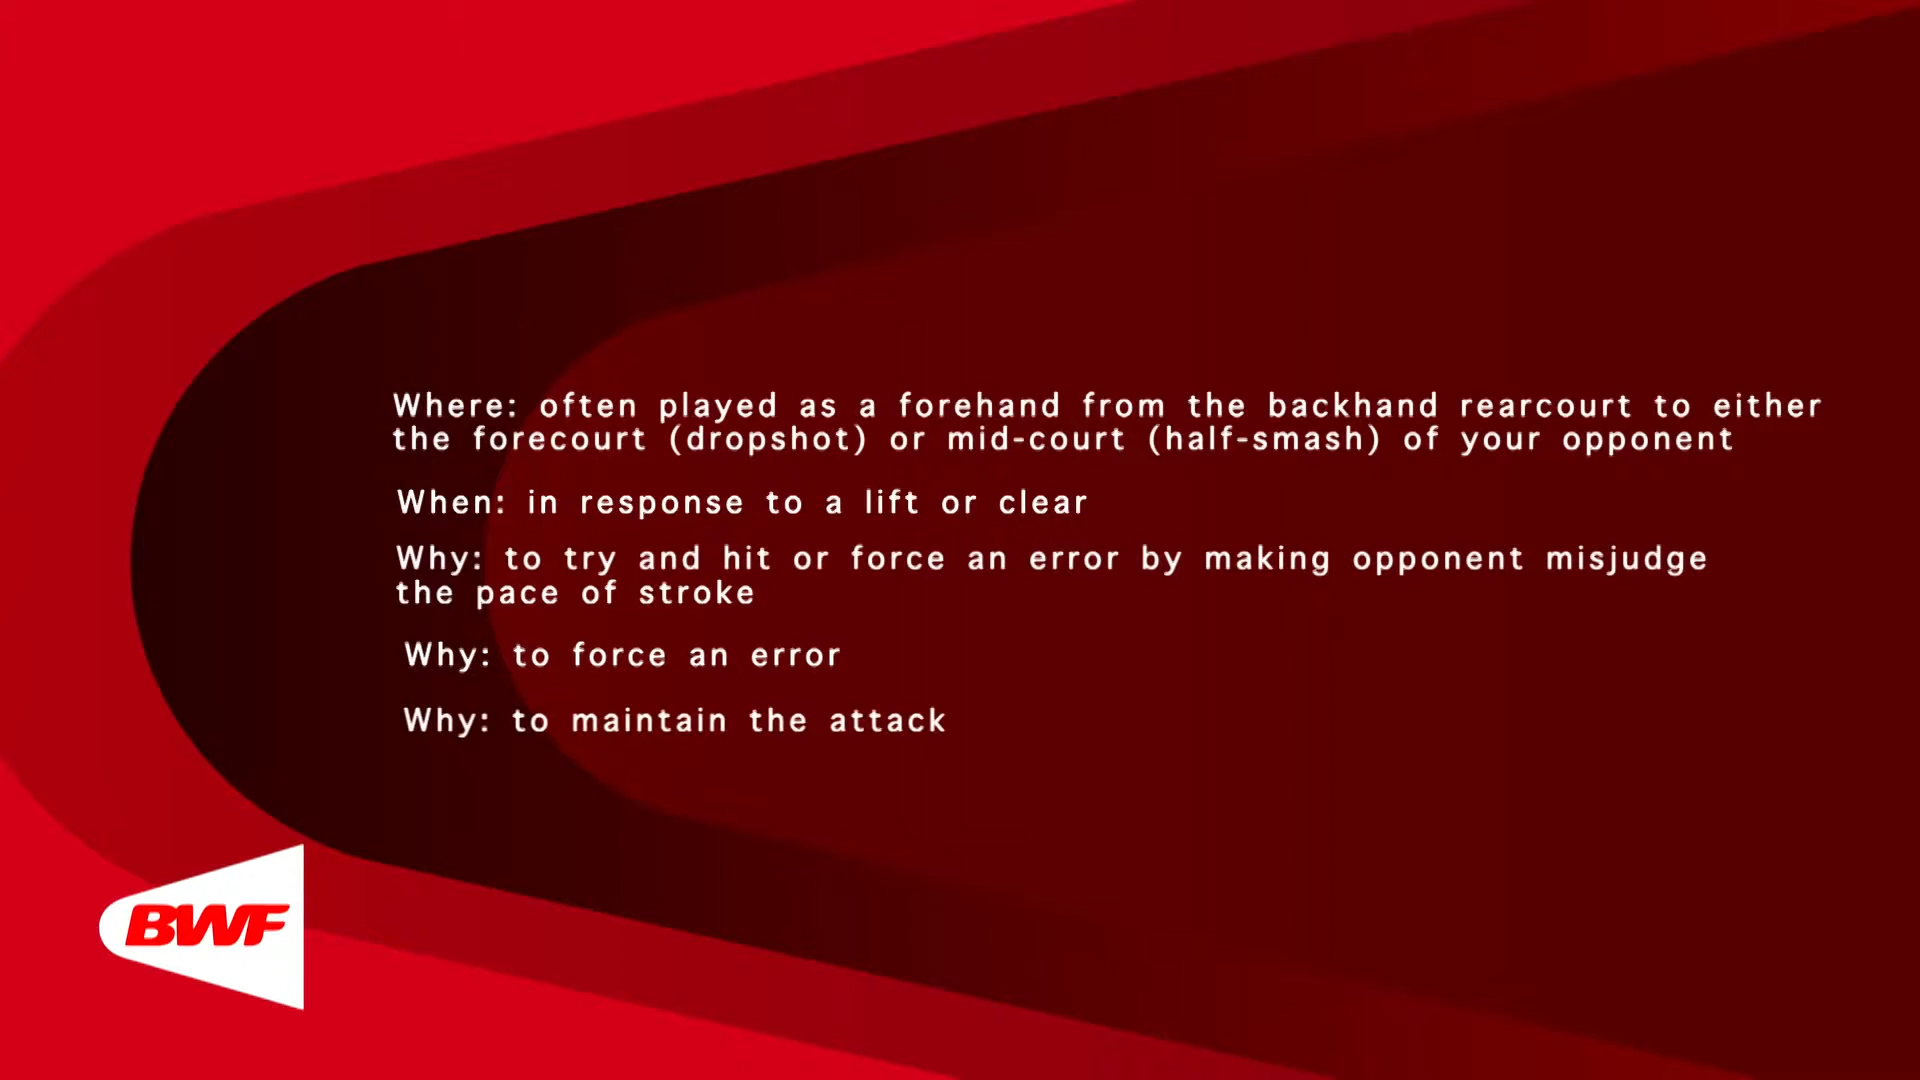 Where: often played as a forehand from the backhand rearcourt to either
the forecourt (dropshot) or mid-court (half-smash) of your opponent
When: in response to a lift or clear
Why: to try and hit or force an error by making opponent misjudge
the pace of stroke
Why: to force an error
Why: to maintain the attack
BWF